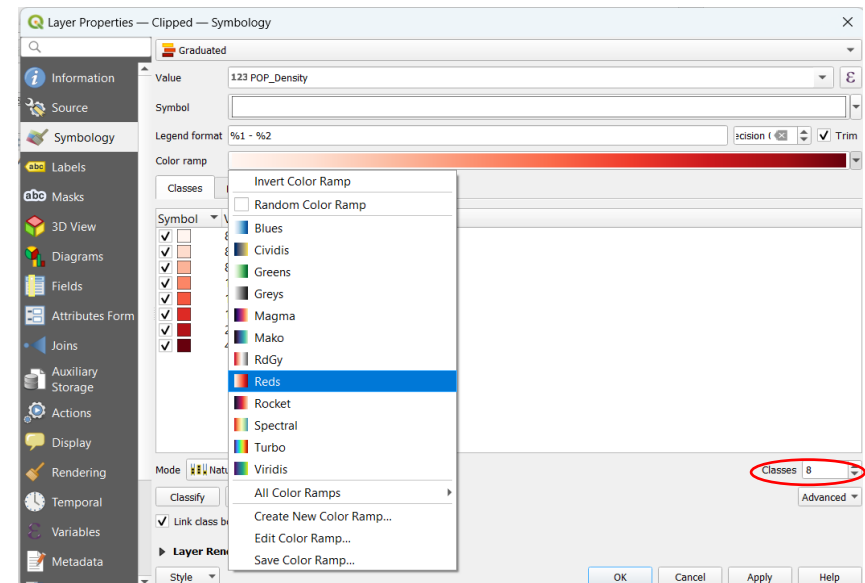 Layer Properties — Clipped — Symbology
Information
Source
Symbology
Labels
Masks
3D View
Diagrams
Fields
Attributes Form
Joins
Auxiliary
Storage
Actions
Display
Rendering
Temporal
Variables
Metadata
Graduated
Value 123 POP_Density ε
Symbol
Legend format %1 - %2 Trim
Color ramp
Classes
Symbol
Invert Color Ramp
Random Color Ramp
Blues
Cividis
Greens
Greys
Magma
Mako
RdGy
Reds
Rocket
Spectral
Turbo
Viridis
All Color Ramps
Create New Color Ramp...
Edit Color Ramp...
Save Color Ramp...
Mode Classes 8
Classify Advanced
Link class
Layer
Style OK Cancel Apply Help